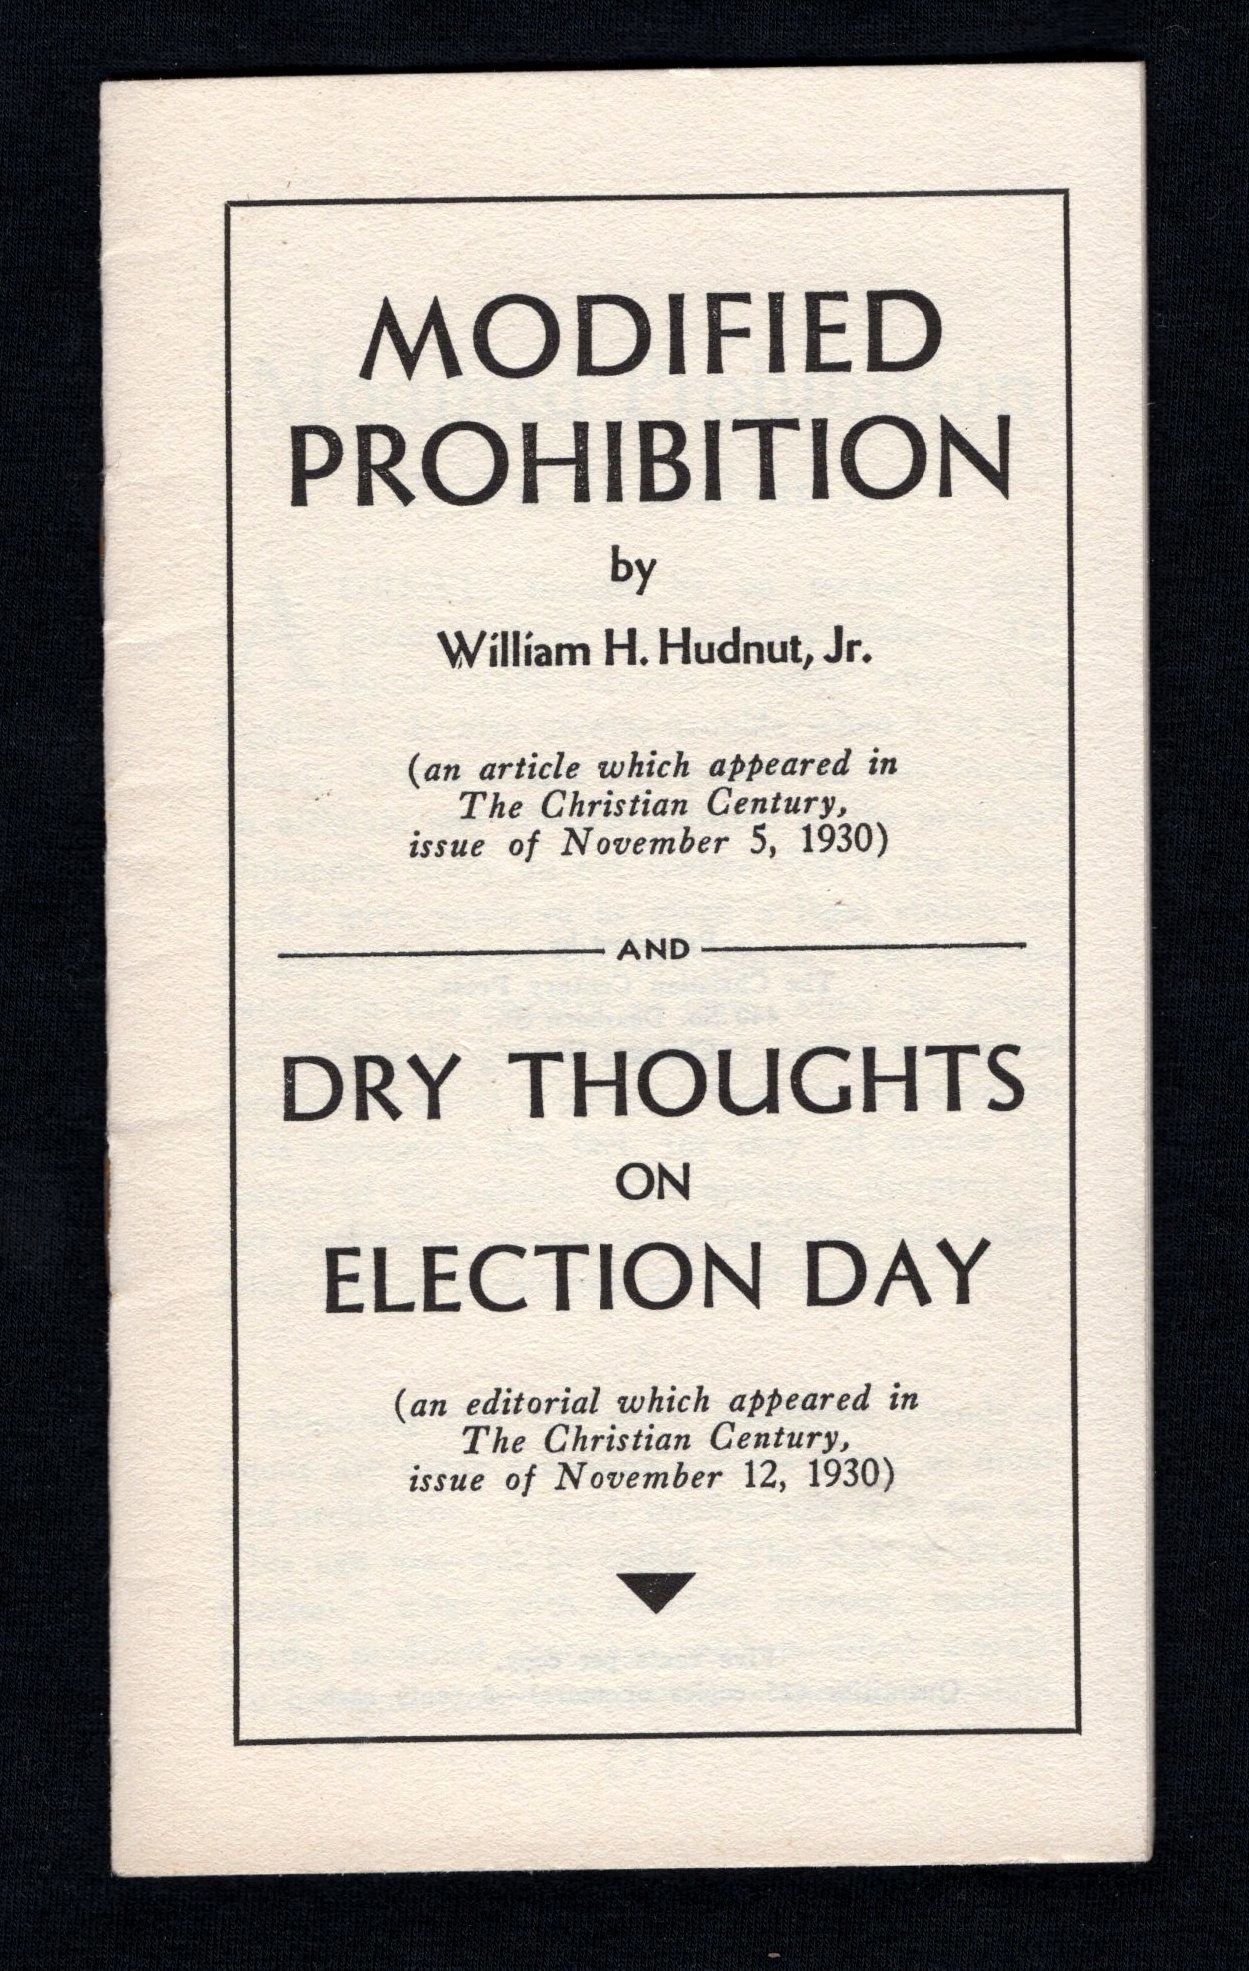 MODIFIED
PROHIBITION
by
William H. Hudnut, Jr.
(an article which appeared in
The Christian Century,
issue of November 5, 1930)
AND
DRY THOUGHTS
ON
ELECTION DAY
(an editorial which appeared in
The Christian Century,
issue of November 12, 1930)